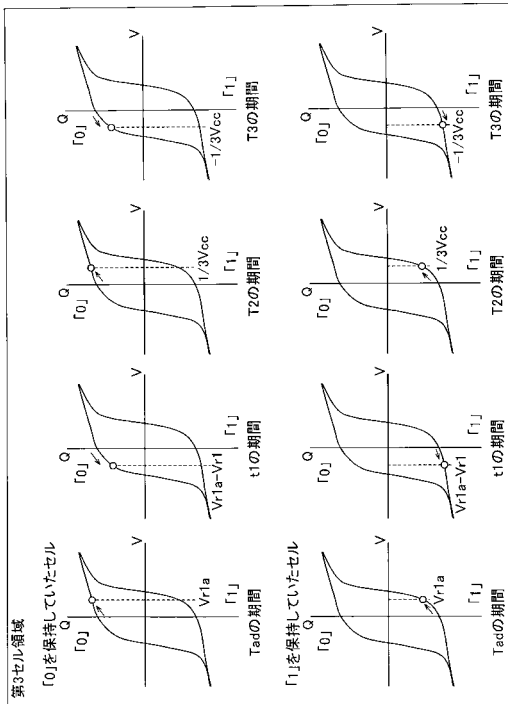 第3セル領域
「0」を保持していたセル
Q
「0」
V
Vr1a
「1」
Tadの期間
Q
「0」
V
Vr1a-Vr1
「1」
t1の期間
Q
「0」
V
1/3Vcc
「1」
T2の期間
Q
「0」
V
-1/3Vcc
「1」
T3の期間
「1」を保持していたセル
Q
「0」
V
Vr1a
「1」
Tadの期間
Q
「0」
V
Vr1a-Vr1
「1」
t1の期間
Q
「0」
V
1/3Vcc
「1」
T2の期間
Q
「0」
V
-1/3Vcc
「1」
T3の期間